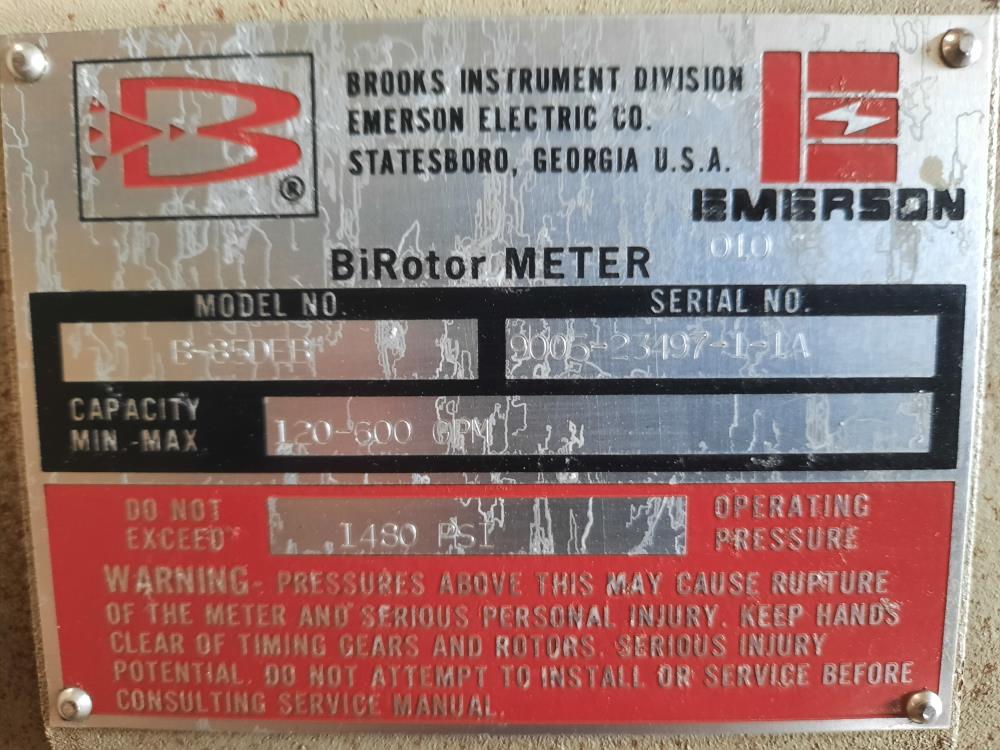 B
®
BROOKS INSTRUMENT DIVISION
EMERSON ELECTRIC CO.
STATESBORO, GEORGIA U.S.A.
EMERSON
BiRotor METER
010
MODEL NO.
SERIAL NO.
B-85DEB
9005-23497-1-1A
CAPACITY
MIN.-MAX
120-600 GPM
DO NOT
EXCEED
1480 PSI
OPERATING
PRESSURE
WARNING- PRESSURES ABOVE THIS MAY CAUSE RUPTURE
OF THE METER AND SERIOUS PERSONAL INJURY. KEEP HANDS
CLEAR OF TIMING GEARS AND ROTORS. SERIOUS INJURY
POTENTIAL. DO NOT ATTEMPT TO INSTALL OR SERVICE BEFORE
CONSULTING SERVICE MANUAL.